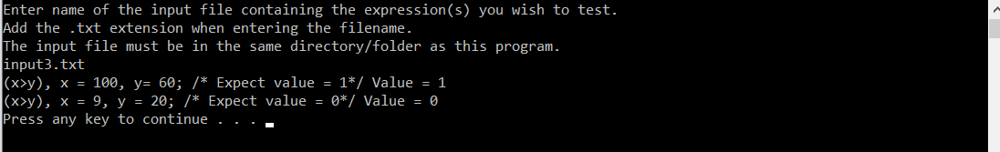 Enter name of the input file containing the expression(s) you wish to test.
Add the .txt extension when entering the filename.
The input file must be in the same directory/folder as this program.
input3.txt
(x>y), x = 100, y= 60; /* Expect value = 1*/ Value = 1
(x>y), x = 9, y = 20; /* Expect value = 0*/ Value = 0
Press any key to continue . . .